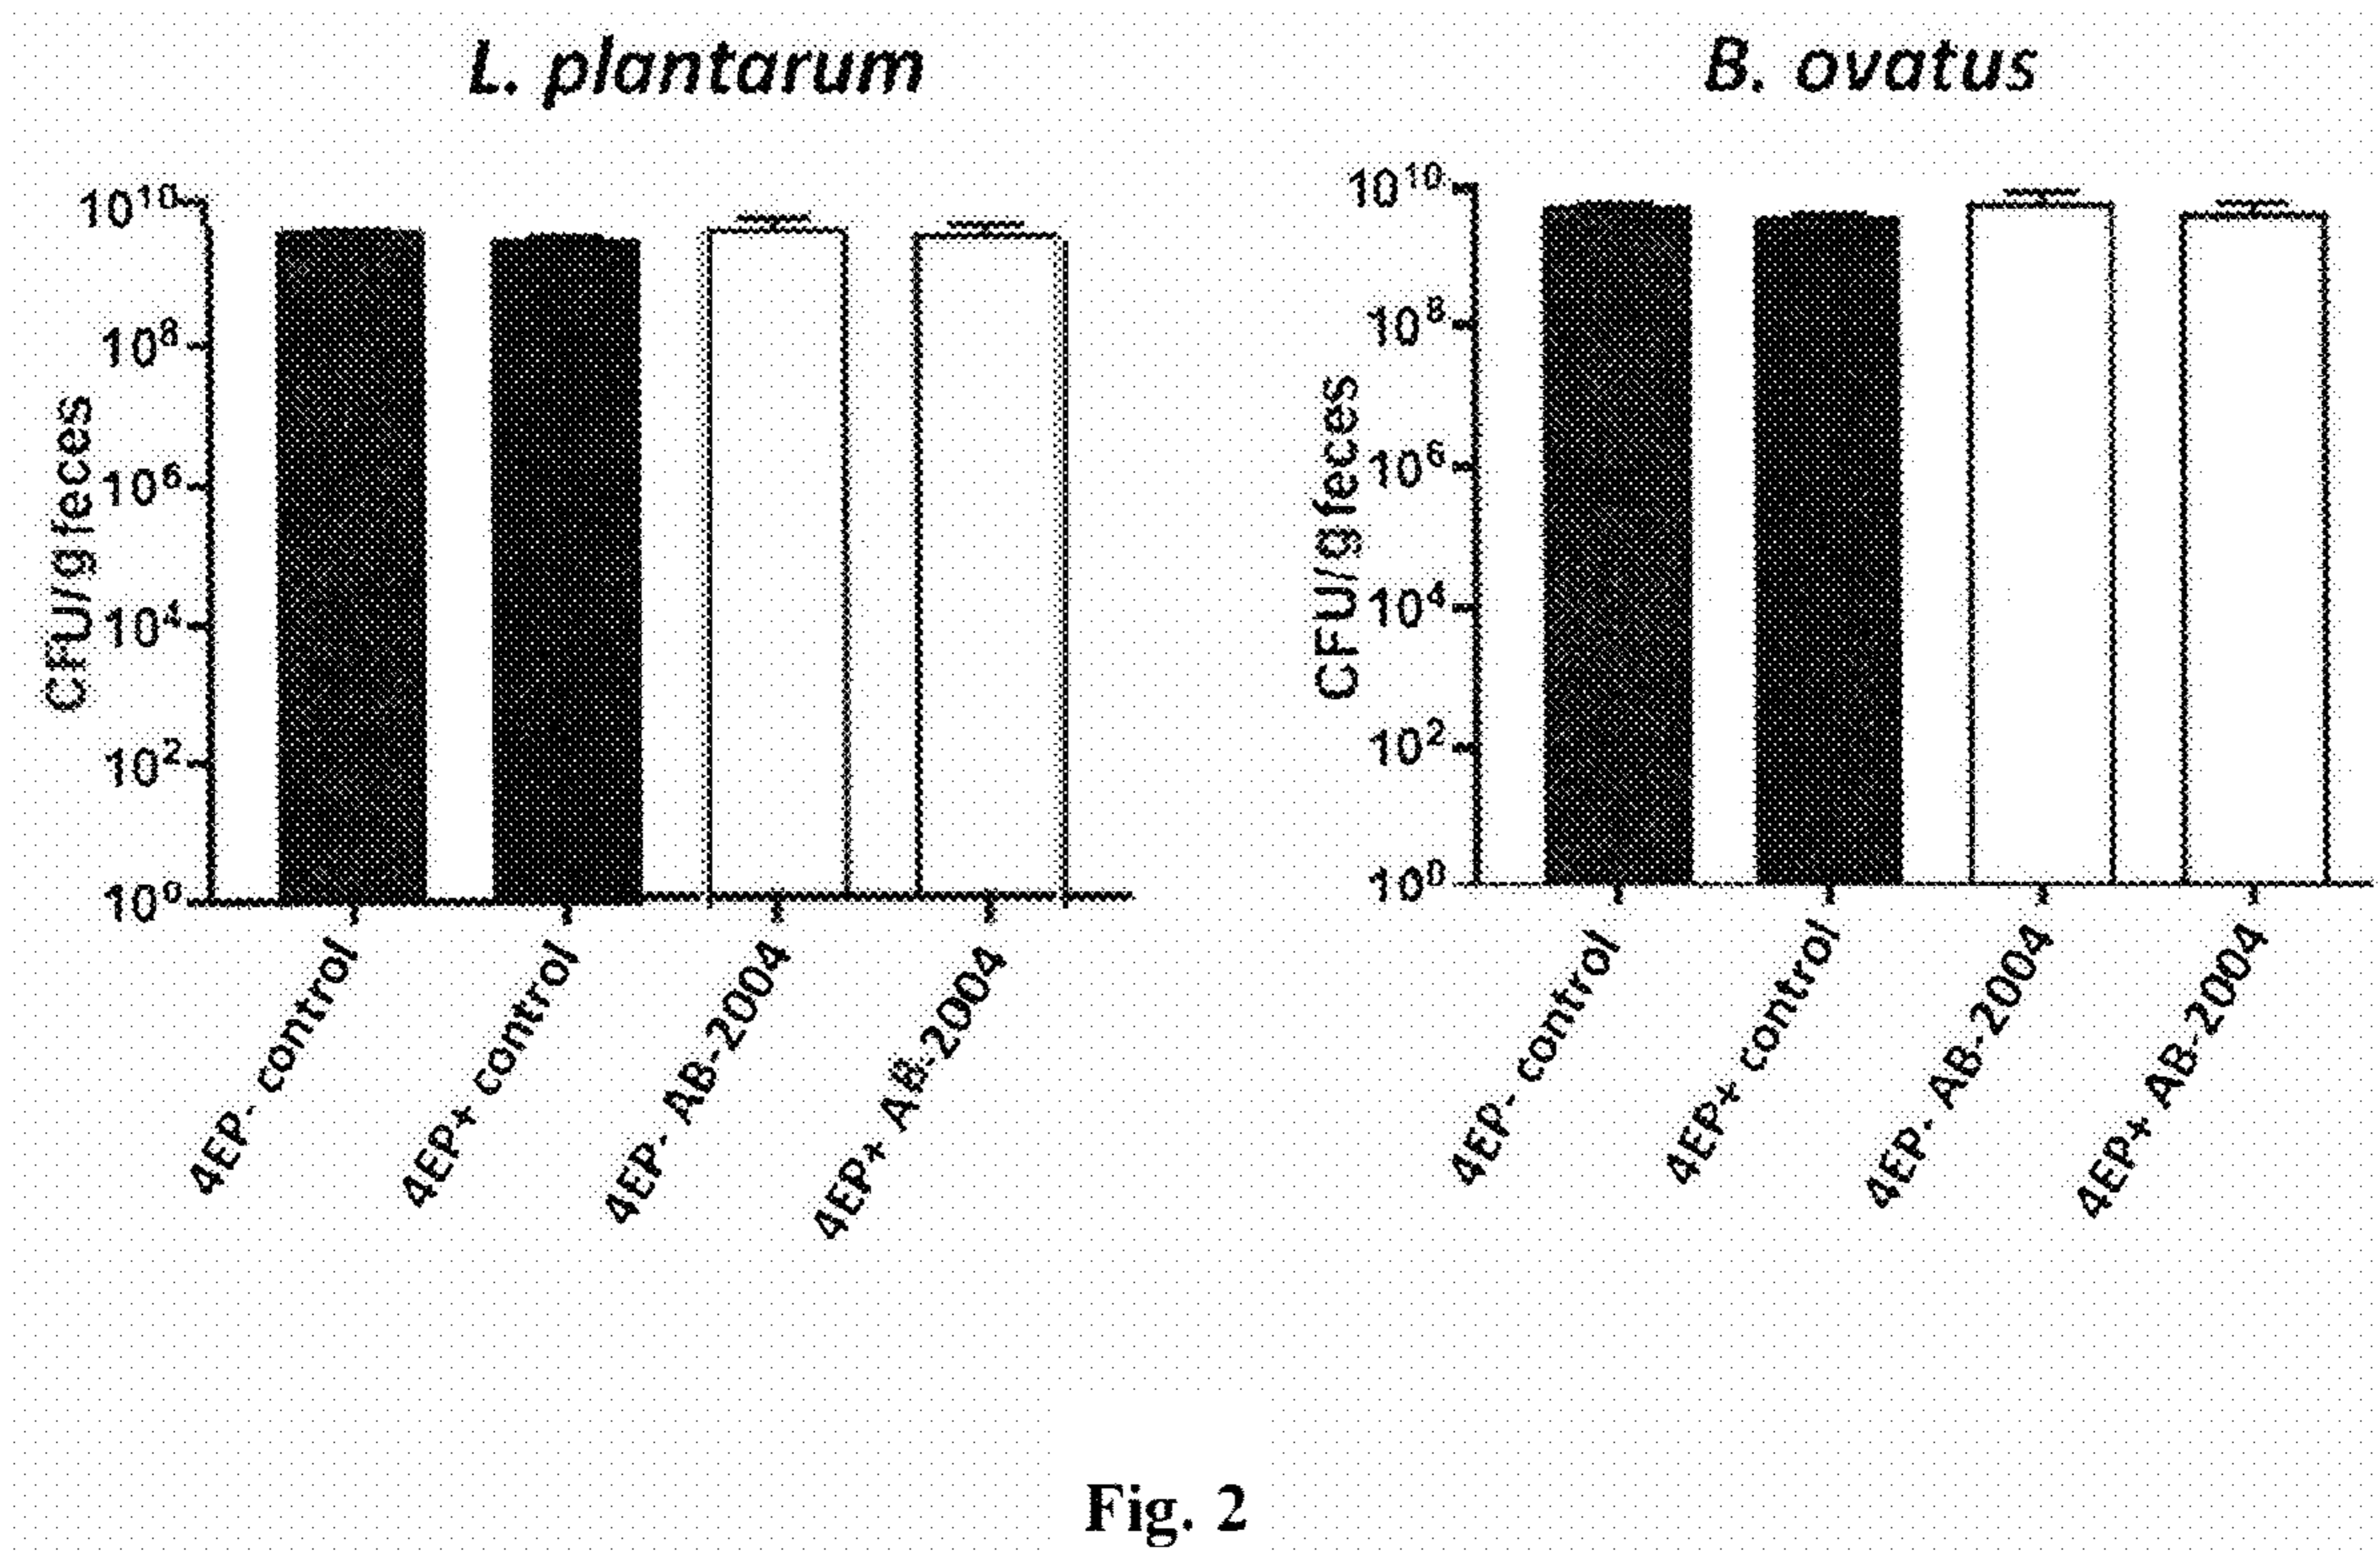 L. plantarum
CFU/g feces
10¹⁰
10⁸
10⁶
10⁴
10²
10⁰
4EP- control
4EP+ control
4EP- AB-2004
4EP+ AB-2004
B. ovatus
CFU/g feces
10¹⁰
10⁸
10⁶
10⁴
10²
10⁰
4EP- control
4EP+ control
4EP- AB-2004
4EP+ AB-2004
Fig. 2